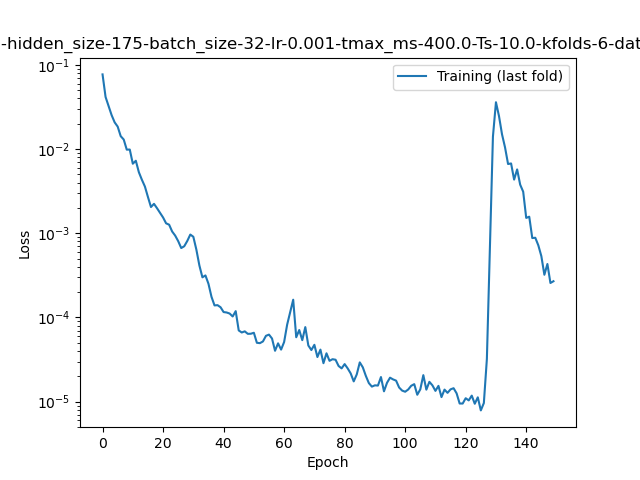 -hidden_size-175-batch_size-32-lr-0.001-tmax_ms-400.0-Ts-10.0-kfolds-6-dat
Training (last fold)
Loss
10⁻¹
10⁻²
10⁻³
10⁻⁴
10⁻⁵
0 20 40 60 80 100 120 140
Epoch